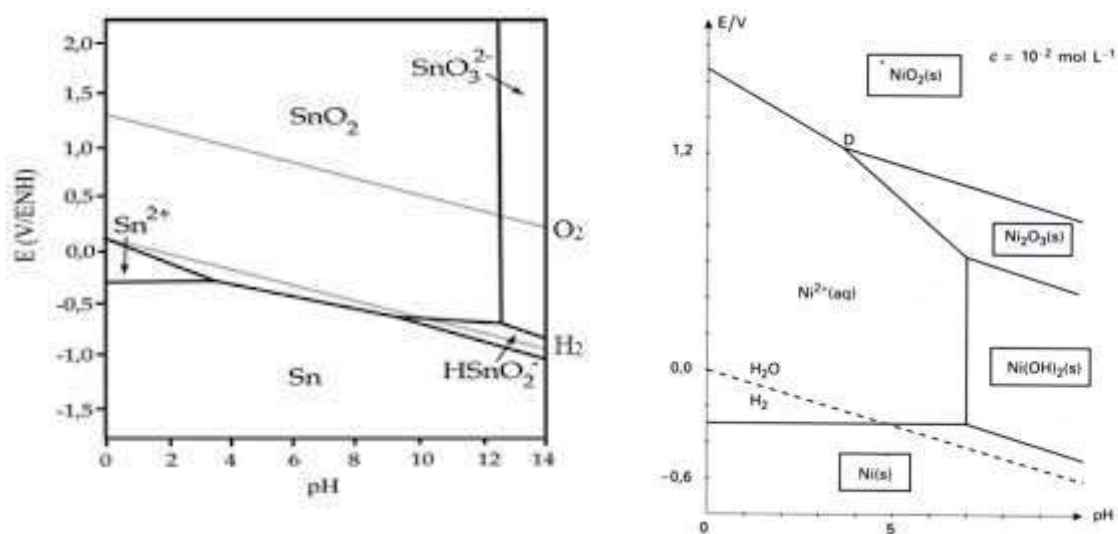 2,0
1,5
1,0
0,5
0,0
-0,5
-1,0
-1,5
E (V/ENH)
SnO₃²⁻
SnO₂
Sn²⁺
O₂
H₂
HSnO₂⁻
Sn
0 2 4 6 8 10 12 14
pH
E/V
c = 10⁻² mol L⁻¹
NiO₂(s)
D
1,2
Ni₂O₃(s)
Ni²⁺(aq)
Ni(OH)₂(s)
0,0
H₂O
H₂
Ni(s)
-0,6
0 5 pH